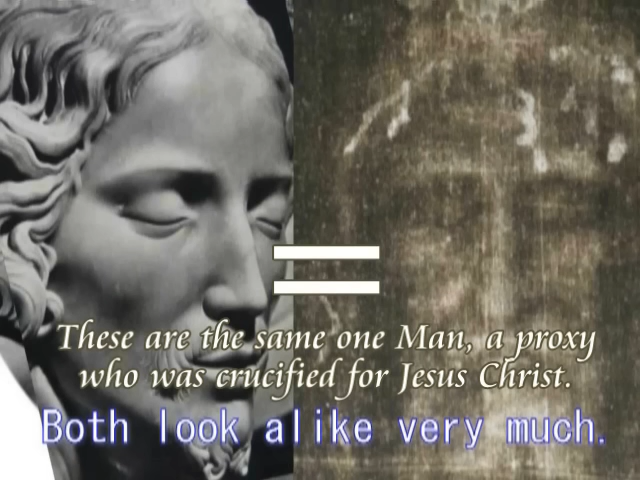 These are the same one Man, a proxy
who was crucified for Jesus Christ.
Both look alike very much.